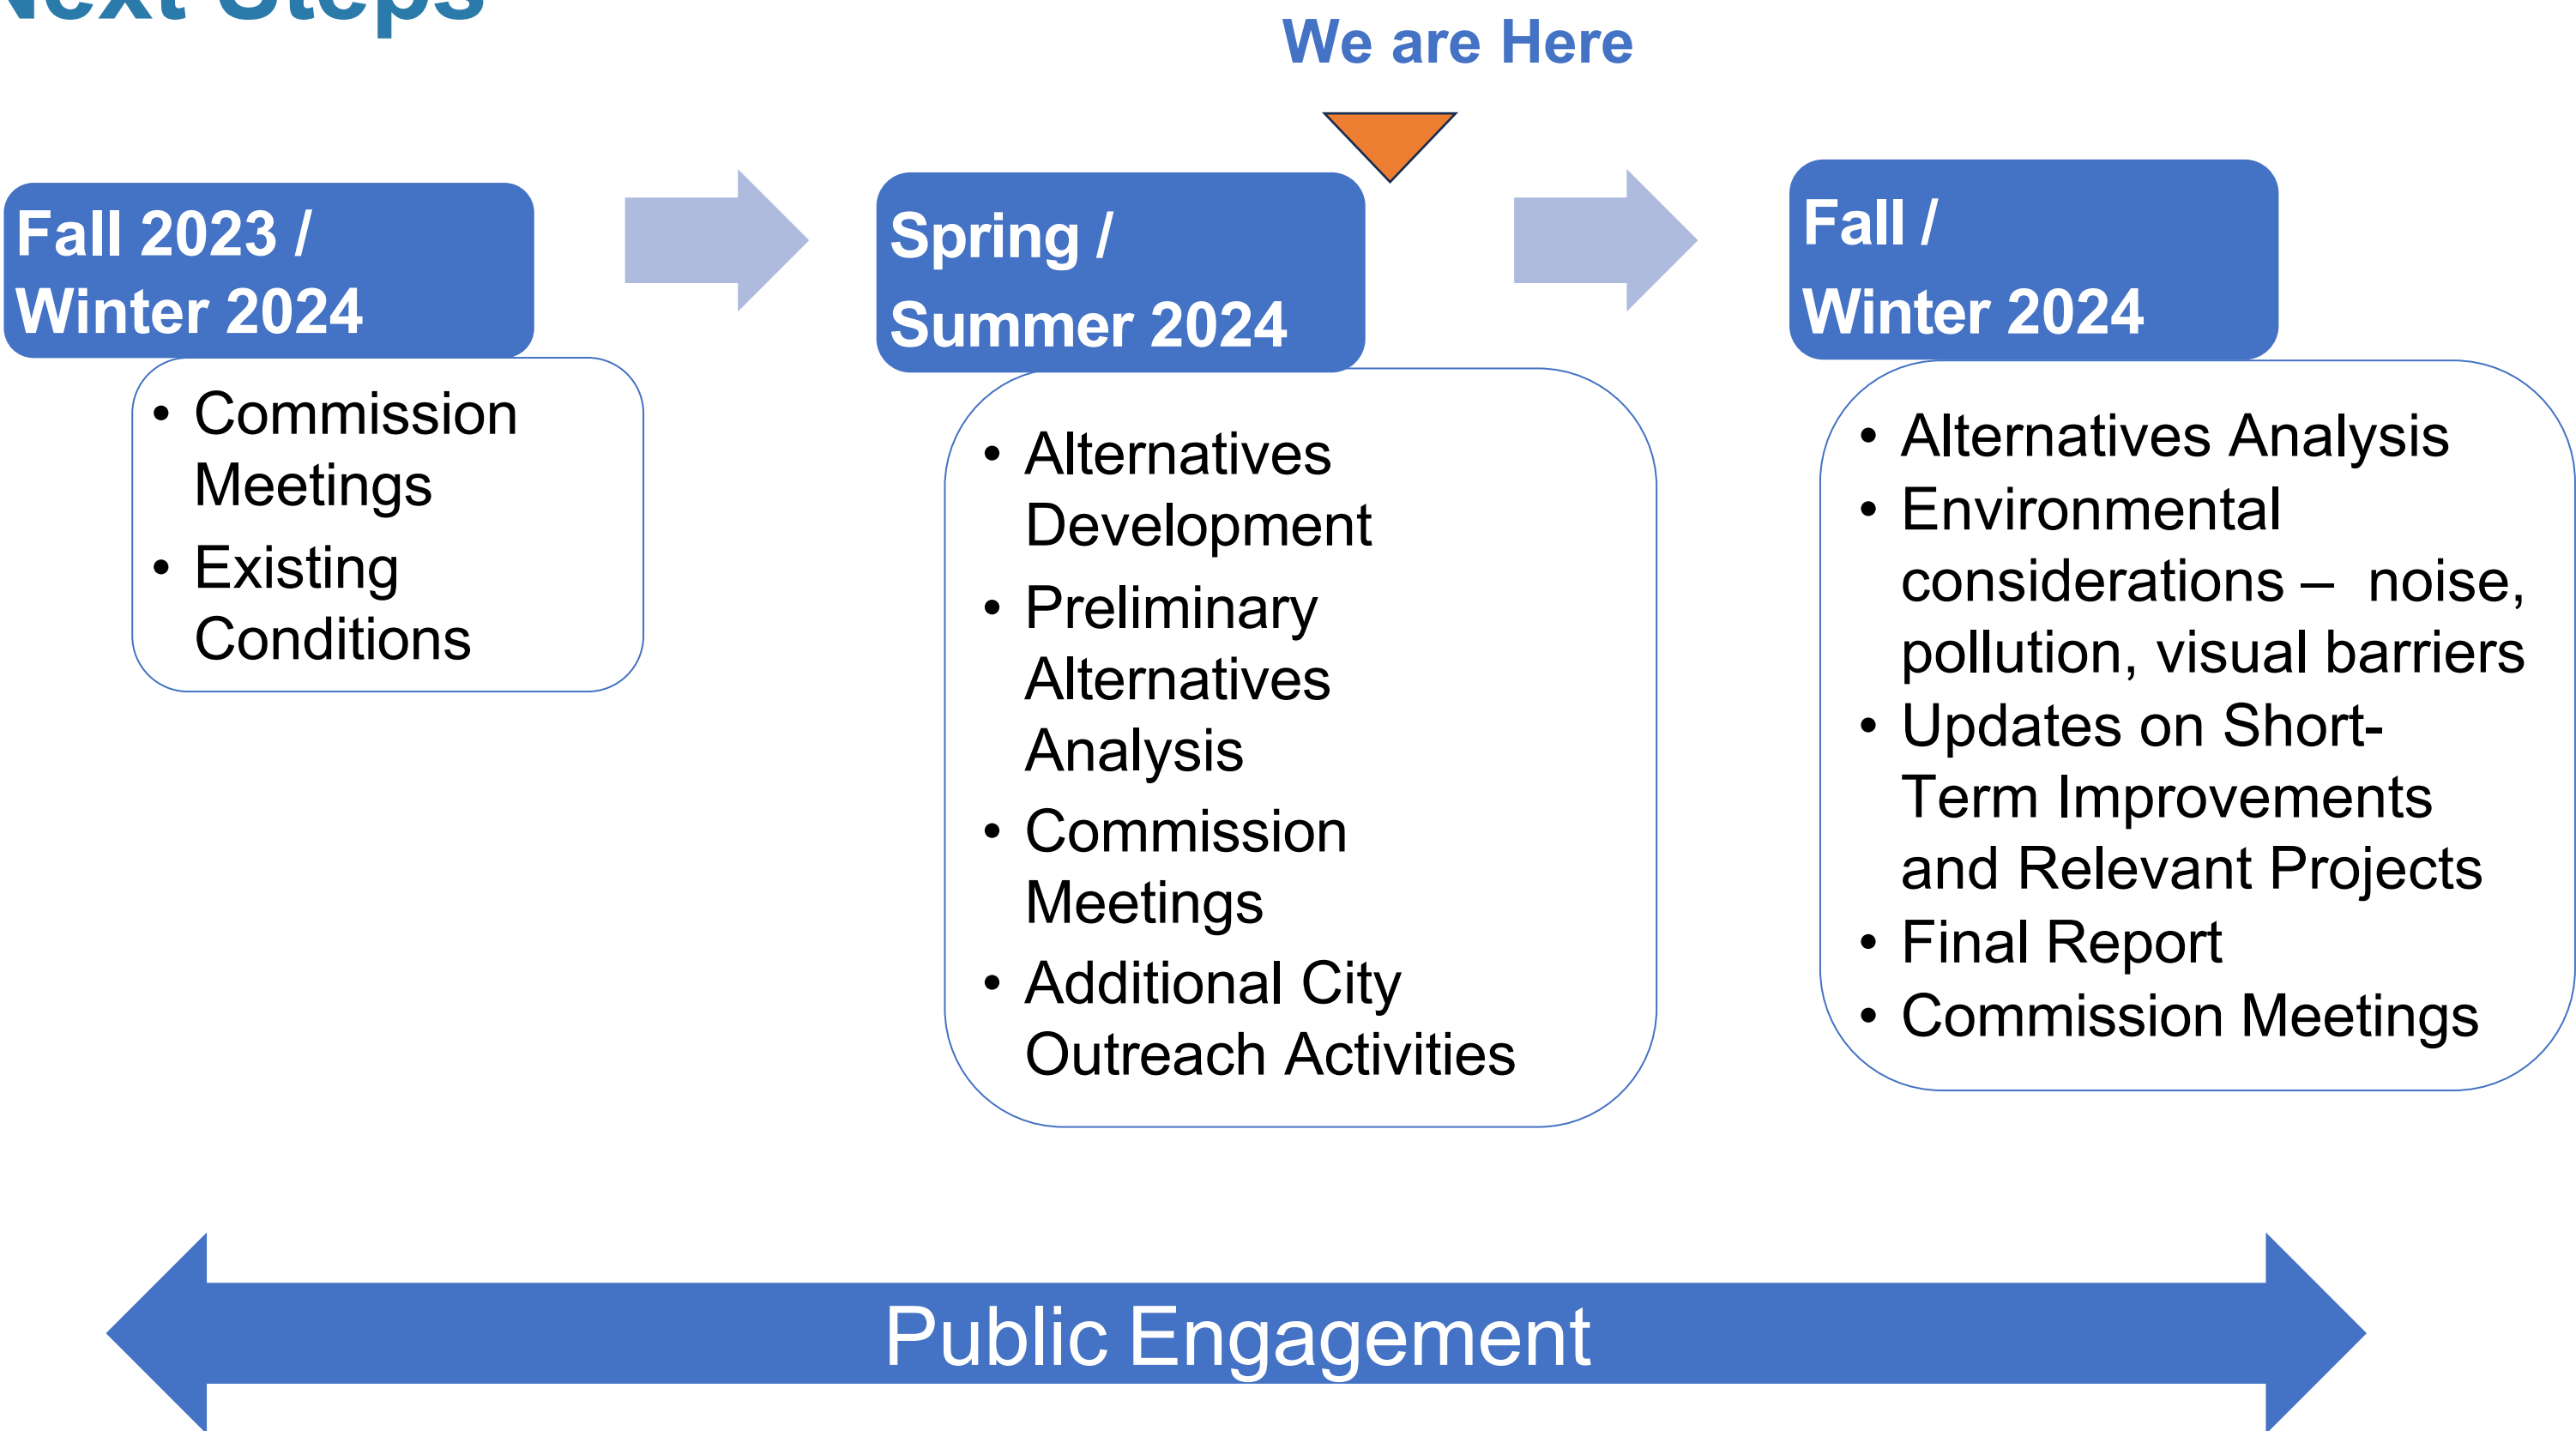 Next Steps
We are Here
Fall 2023 /
Winter 2024
• Commission
Meetings
• Existing
Conditions
Spring /
Summer 2024
• Alternatives
Development
• Preliminary
Alternatives
Analysis
• Commission
Meetings
• Additional City
Outreach Activities
Fall /
Winter 2024
• Alternatives Analysis
• Environmental
considerations –  noise,
pollution, visual barriers
• Updates on Short-
Term Improvements
and Relevant Projects
• Final Report
• Commission Meetings
Public Engagement